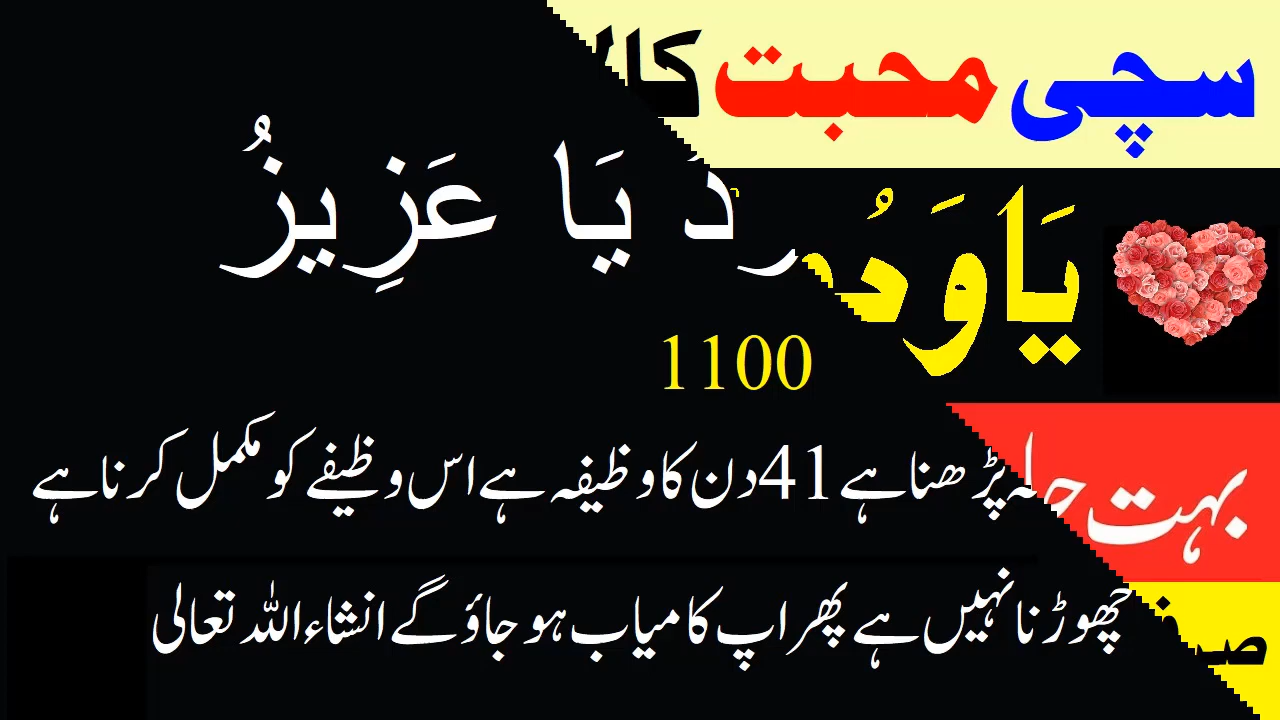 سچی محبت کا
یَاوَدُ
دُ یَا عَزِیزُ
1100
پڑھنا ہے 41 دن کا وظیفہ ہے اس وظیفے کو مکمل کرنا ہے
بہت
چھوڑنا نہیں ہے پھر اپ کامیاب ہو جاؤ گے انشاءاللہ تعالی